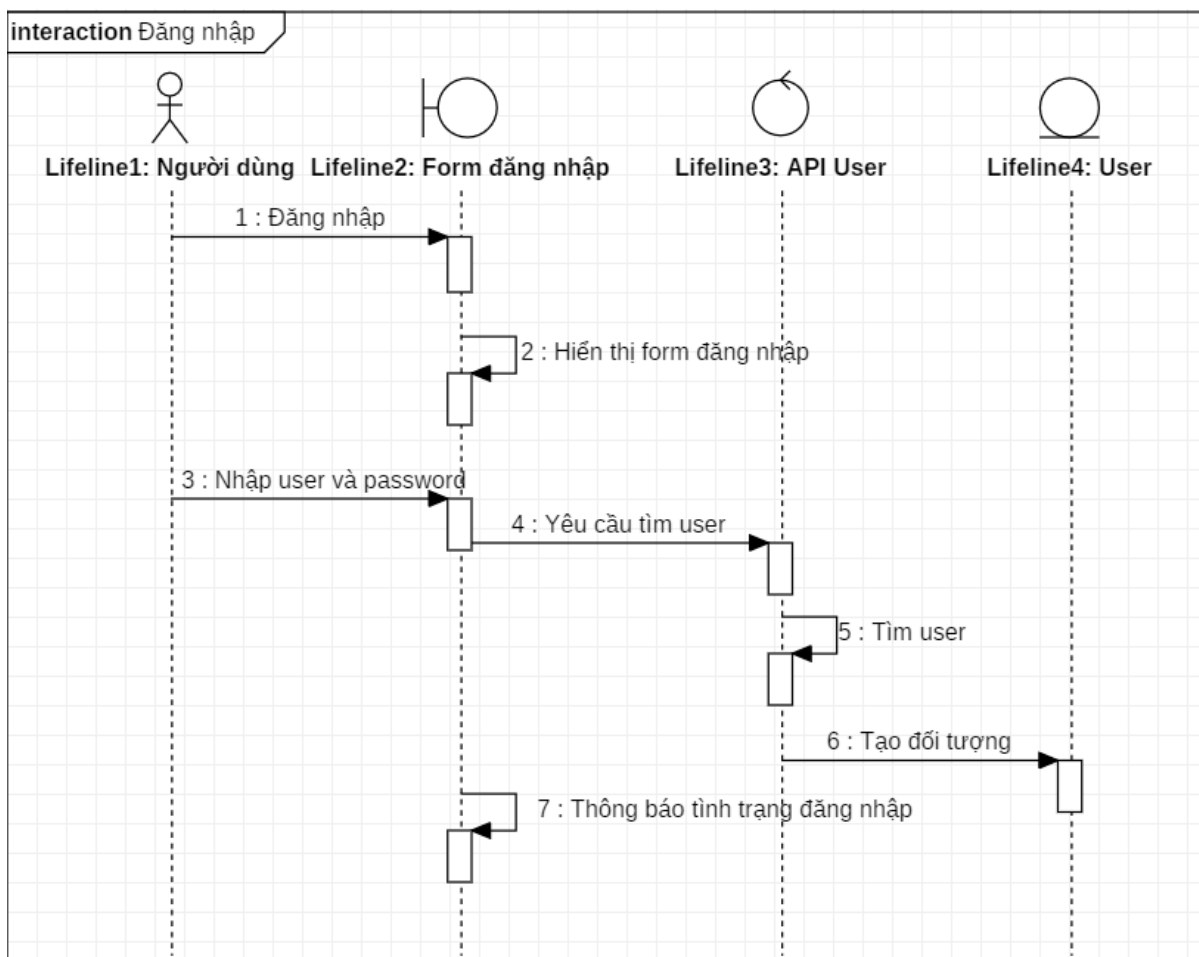 interaction Đăng nhập
Lifeline1: Người dùng
Lifeline2: Form đăng nhập
Lifeline3: API User
Lifeline4: User
1 : Đăng nhập
2 : Hiển thị form đăng nhập
3 : Nhập user và password
4 : Yêu cầu tìm user
5 : Tìm user
6 : Tạo đối tượng
7 : Thông báo tình trạng đăng nhập